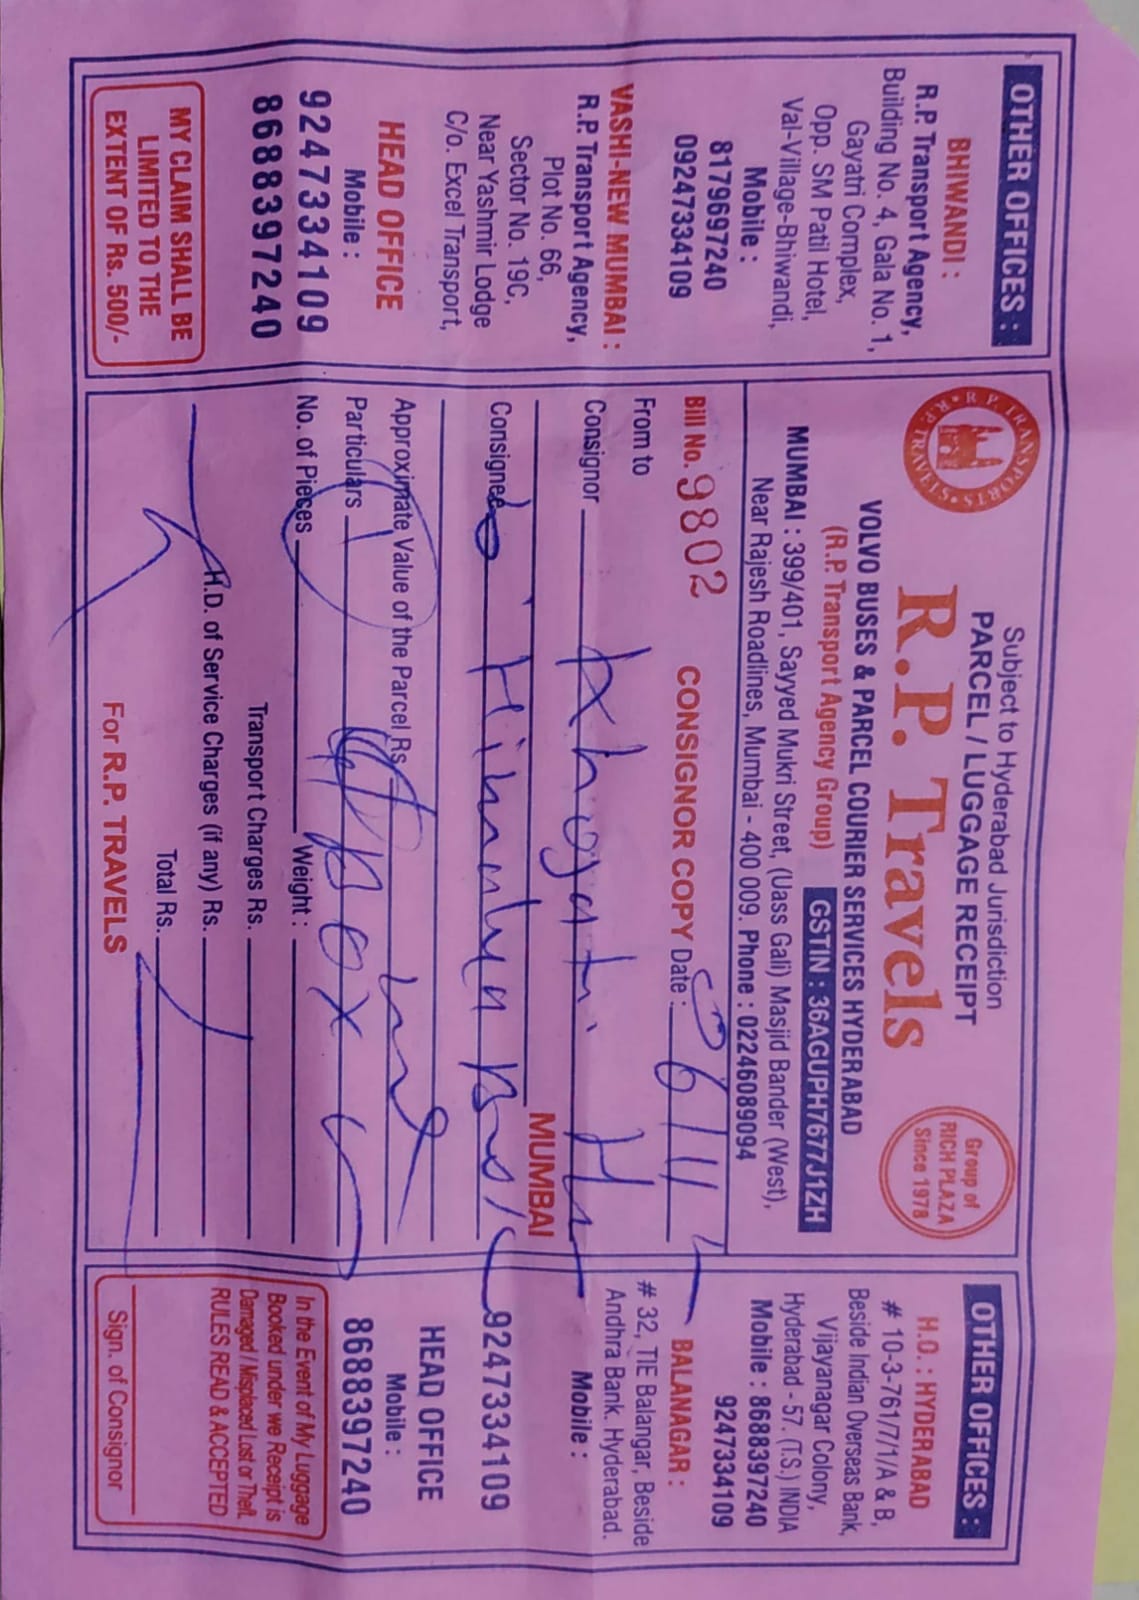 OTHER OFFICES :
BHIWANDI :
R.P. Transport Agency,
Building No. 4, Gala No. 1,
Gayatri Complex,
Opp. SM Patil Hotel,
Val-Village-Bhiwandi,
Mobile :
8179697240
09247334109
VASHI-NEW MUMBAI :
R.P. Transport Agency,
Plot No. 66,
Sector No. 19C,
Near Yashmir Lodge
C/o. Excel Transport,
HEAD OFFICE
Mobile :
9247334109
8688397240
MY CLAIM SHALL BE
LIMITED TO THE
EXTENT OF Rs. 500/-
Subject to Hyderabad Jurisdiction
PARCEL / LUGGAGE RECEIPT
R.P. TRANSPORTS
R.P. TRAVELS
R.P. Travels
Group of
RICH PLAZA
Since 1978
VOLVO BUSES & PARCEL COURIER SERVICES HYDERABAD
(R.P. Transport Agency Group) GSTIN : 36AGUPH7677J1ZH
MUMBAI : 399/401, Sayyed Mukri Street, (Uass Gali) Masjid Bander (West),
Near Rajesh Roadlines, Mumbai - 400 009. Phone : 02246089094
Bill No. 9802 CONSIGNOR COPY Date :
From to
Consignor
MUMBAI
Consignee
Approximate Value of the Parcel Rs.
Particulars BOX
No. of Pieces Weight :
Transport Charges Rs.
H.D. of Service Charges (if any) Rs.
Total Rs.
For R.P. TRAVELS
OTHER OFFICES :
H.O. : HYDERABAD
# 10-3-761/7/1/A & B,
Beside Indian Overseas Bank,
Vijayanagar Colony,
Hyderabad - 57. (T.S.) INDIA
Mobile : 8688397240
9247334109
BALANAGAR :
# 32, TIE Balangar, Beside
Andhra Bank. Hyderabad.
Mobile :
9247334109
HEAD OFFICE
Mobile :
8688397240
In the Event of My Luggage
Booked under we Receipt is
Damaged / Misplaced Lost or Theft.
RULES READ & ACCEPTED
Sign. of Consignor